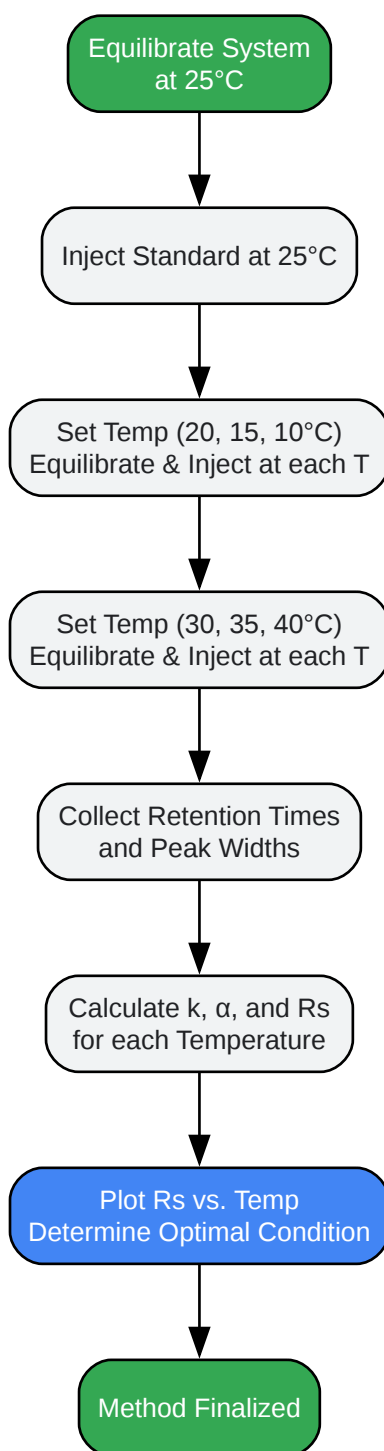 Equilibrate System
at 25°C
Inject Standard at 25°C
Set Temp (20, 15, 10°C)
Equilibrate & Inject at each T
Set Temp (30, 35, 40°C)
Equilibrate & Inject at each T
Collect Retention Times
and Peak Widths
Calculate k, α, and Rs
for each Temperature
Plot Rs vs. Temp
Determine Optimal Condition
Method Finalized